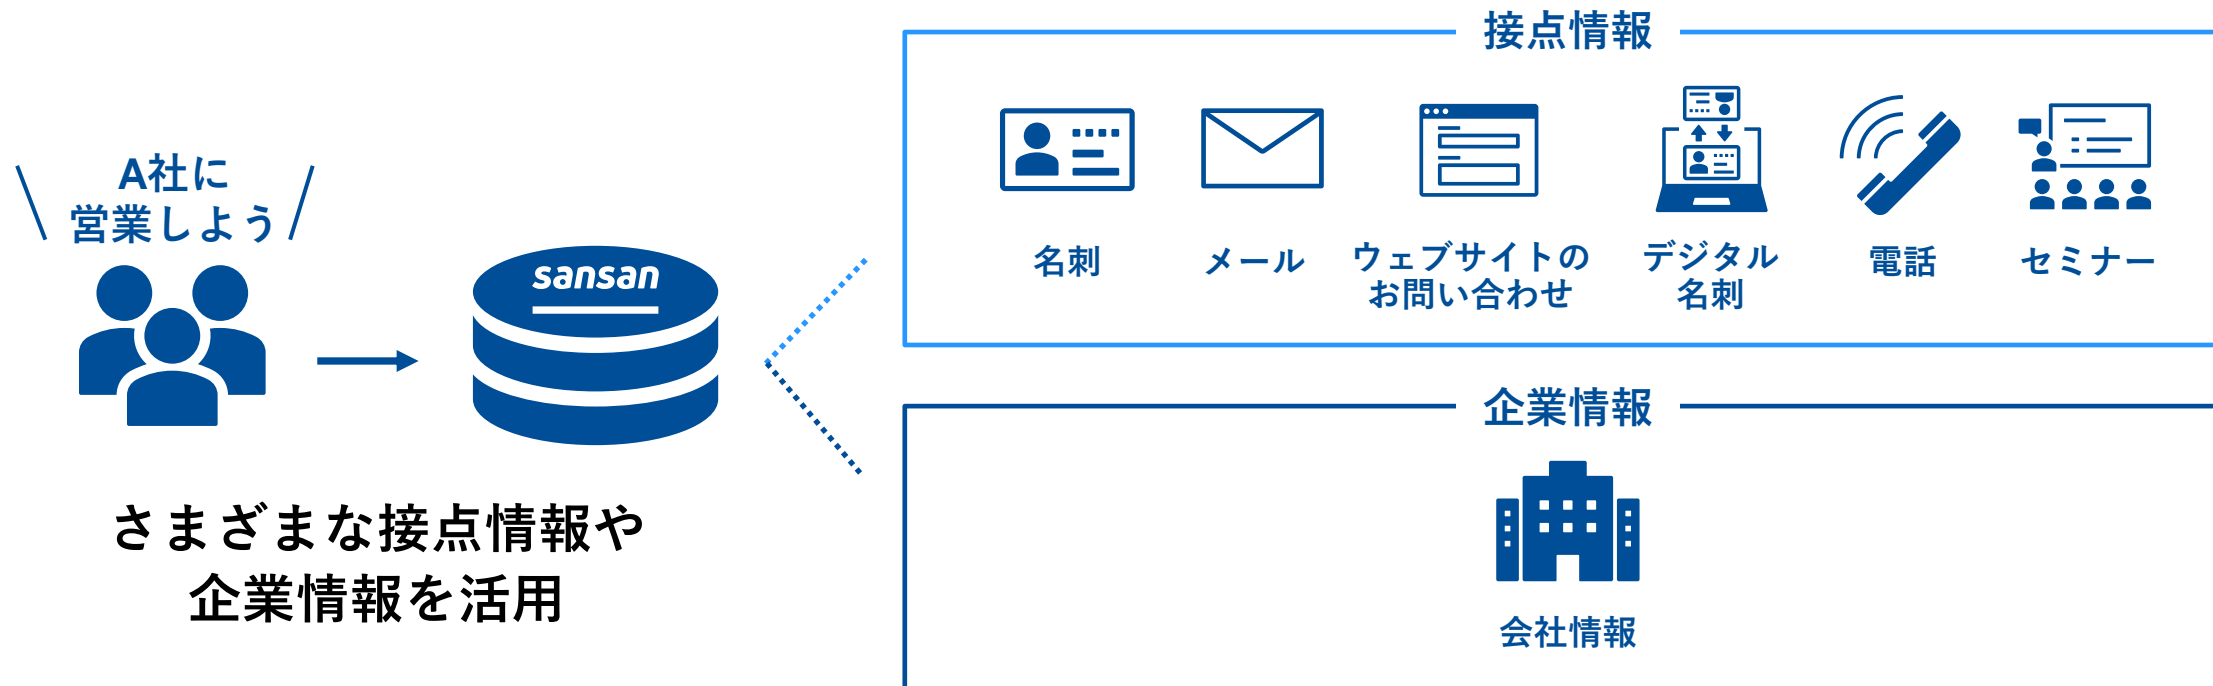 A社に
営業しよう
sansan
さまざまな接点情報や
企業情報を活用
接点情報
名刺
メール
ウェブサイトの
お問い合わせ
デジタル
名刺
電話
セミナー
企業情報
会社情報